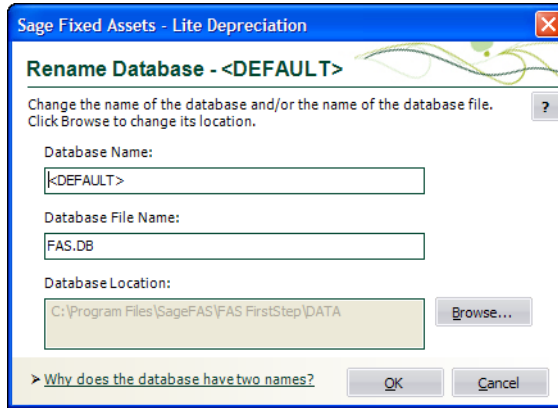 Sage Fixed Assets - Lite Depreciation
Rename Database - <DEFAULT>
Change the name of the database and/or the name of the database file.
Click Browse to change its location.
?
Database Name:
<DEFAULT>
Database File Name:
FAS.DB
Database Location:
C:\Program Files\SageFAS\FAS FirstStep\DATA
Browse...
➤ Why does the database have two names?
OK
Cancel